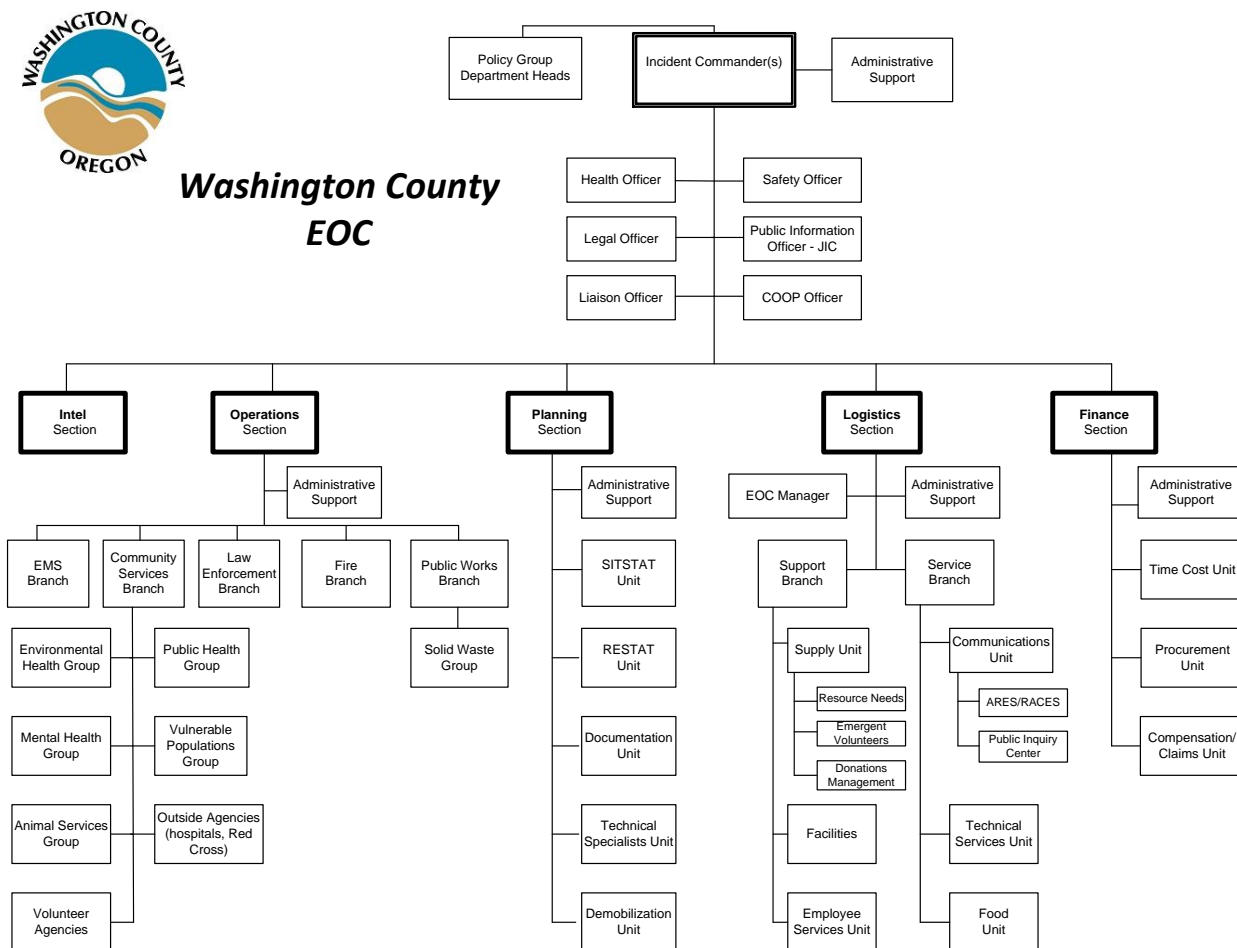 WASHINGTON COUNTY
OREGON
Washington County
EOC
Policy Group
Department Heads
Incident Commander(s)
Administrative
Support
Health Officer
Safety Officer
Legal Officer
Public Information
Officer - JIC
Liaison Officer
COOP Officer
Intel
Section
Operations
Section
Planning
Section
Logistics
Section
Finance
Section
Administrative
Support
EMS
Branch
Community
Services
Branch
Law
Enforcement
Branch
Fire
Branch
Public Works
Branch
Environmental
Health Group
Public Health
Group
Solid Waste
Group
Mental Health
Group
Vulnerable
Populations
Group
Animal Services
Group
Outside Agencies
(hospitals, Red
Cross)
Volunteer
Agencies
Administrative
Support
SITSTAT
Unit
RESTAT
Unit
Documentation
Unit
Technical
Specialists Unit
Demobilization
Unit
EOC Manager
Administrative
Support
Support
Branch
Service
Branch
Supply Unit
Resource Needs
Emergent
Volunteers
Donations
Management
Facilities
Employee
Services Unit
Communications
Unit
ARES/RACES
Public Inquiry
Center
Technical
Services Unit
Food
Unit
Administrative
Support
Time Cost Unit
Procurement
Unit
Compensation/
Claims Unit